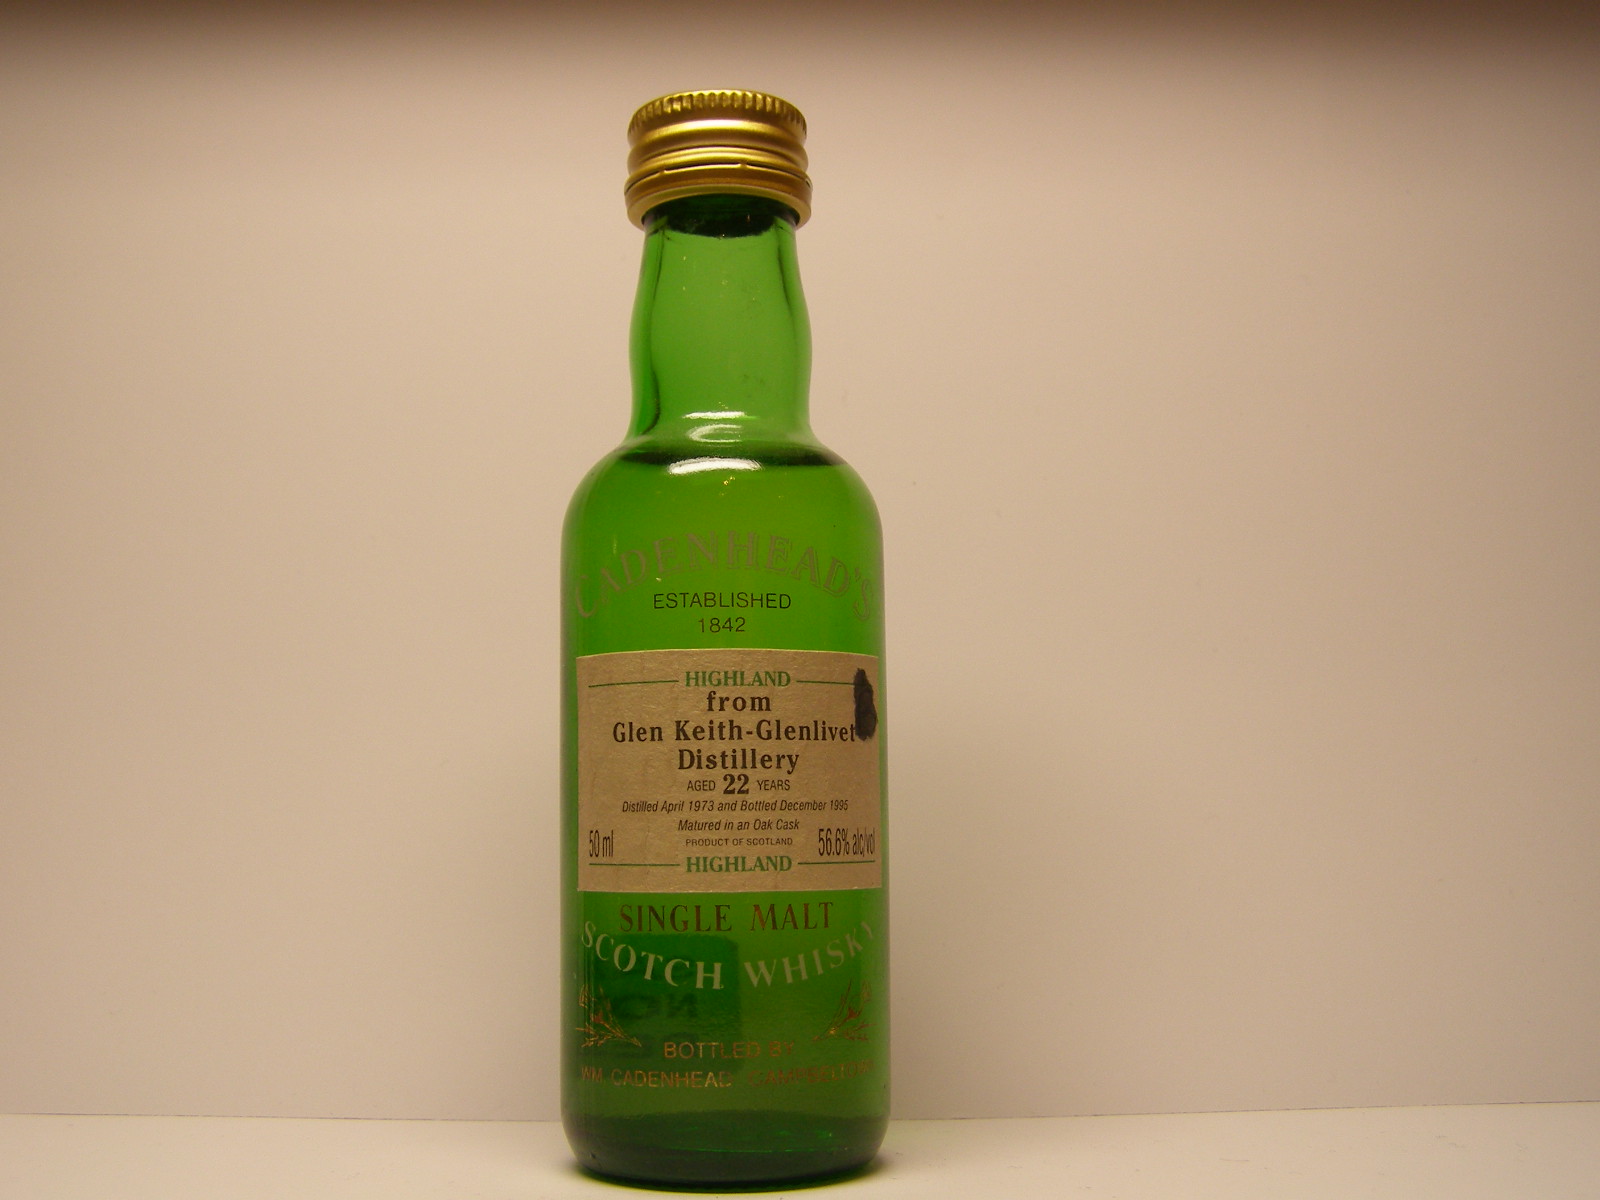 CADENHEAD'S
ESTABLISHED
1842
HIGHLAND
from
Glen Keith-Glenlivet
Distillery
AGED 22 YEARS
Distilled April 1973 and Bottled December 1995
Matured in an Oak Cask
50 ml PRODUCT OF SCOTLAND 56.6% alc/vol
HIGHLAND
SINGLE MALT
SCOTCH WHISKY
BOTTLED BY
WM. CADENHEAD, CAMPBELTOWN